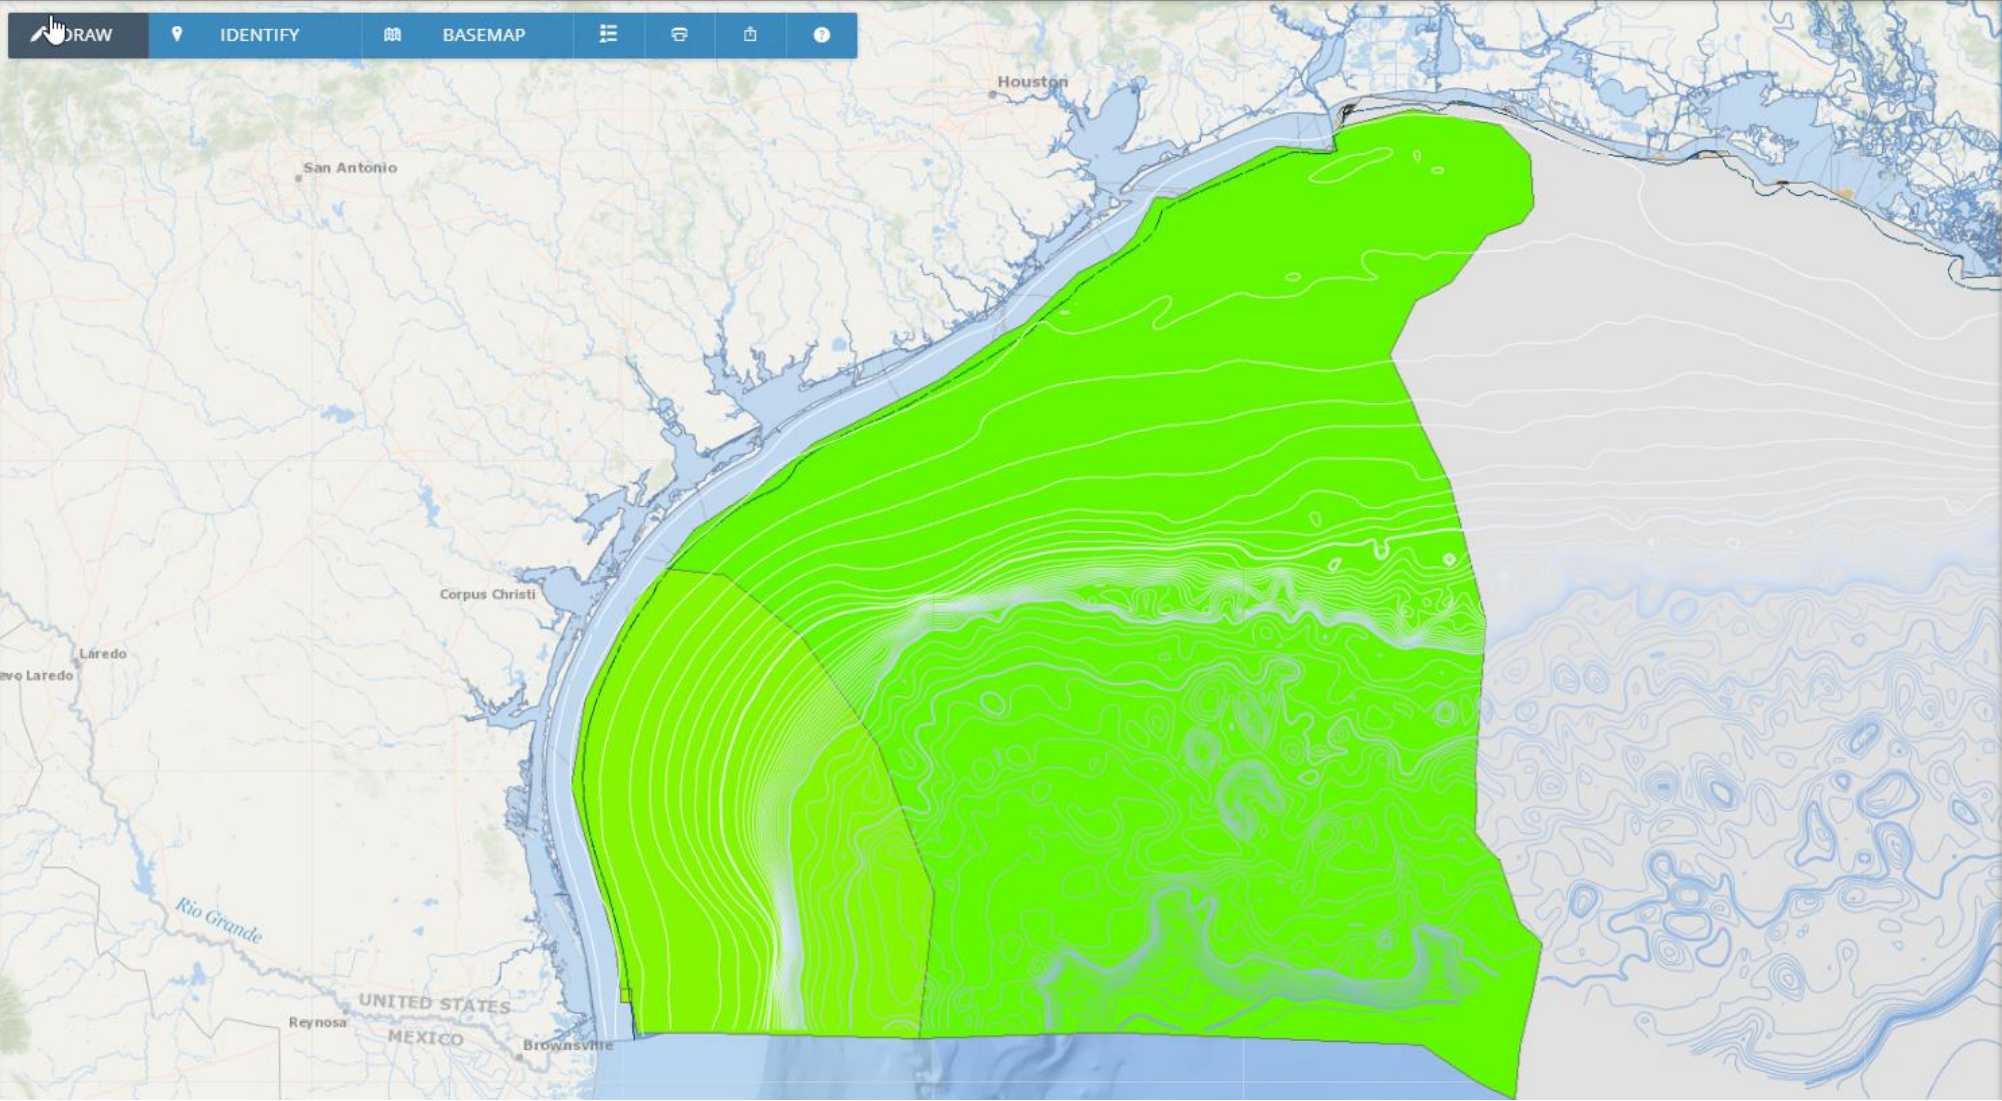 DRAW IDENTIFY BASEMAP ?
Houston
San Antonio
Corpus Christi
Laredo
evo Laredo
Rio Grande
UNITED STATES
Reynosa
MEXICO
Brownsville